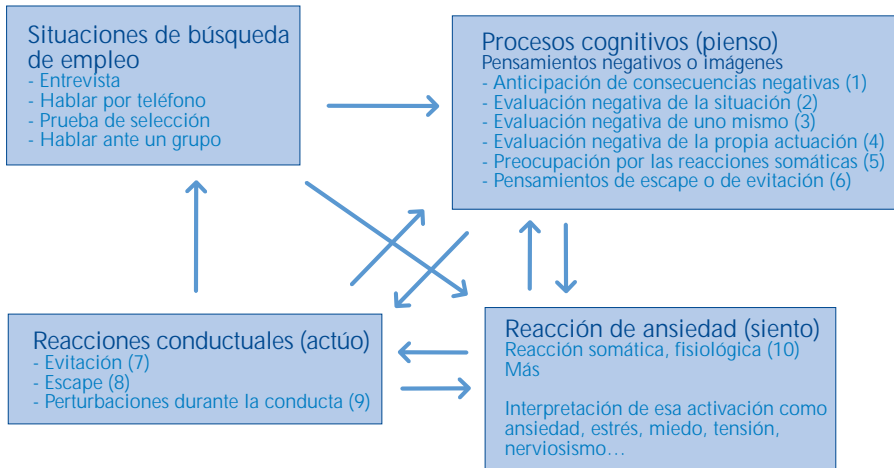 Situaciones de búsqueda
de empleo
- Entrevista
- Hablar por teléfono
- Prueba de selección
- Hablar ante un grupo
Procesos cognitivos (pienso)
Pensamientos negativos o imágenes
- Anticipación de consecuencias negativas (1)
- Evaluación negativa de la situación (2)
- Evaluación negativa de uno mismo (3)
- Evaluación negativa de la propia actuación (4)
- Preocupación por las reacciones somáticas (5)
- Pensamientos de escape o de evitación (6)
Reacciones conductuales (actúo)
- Evitación (7)
- Escape (8)
- Perturbaciones durante la conducta (9)
Reacción de ansiedad (siento)
Reacción somática, fisiológica (10)
Más
Interpretación de esa activación como
ansiedad, estrés, miedo, tensión,
nerviosismo…